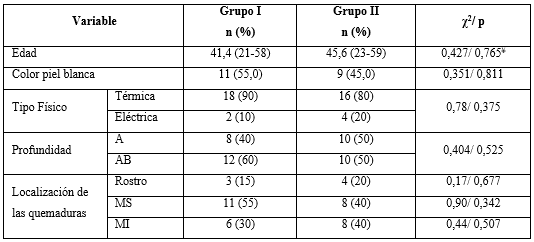 Variable Grupo I n (%) Grupo II n (%) χ²/ p
Edad 41,4 (21-58) 45,6 (23-59) 0,427/ 0,765¥
Color piel blanca 11 (55,0) 9 (45,0) 0,351/ 0,811
Tipo Físico Térmica 18 (90) 16 (80) 0,78/ 0,375
Eléctrica 2 (10) 4 (20)
Profundidad A 8 (40) 10 (50) 0,404/ 0,525
AB 12 (60) 10 (50)
Localización de las quemaduras Rostro 3 (15) 4 (20) 0,17/ 0,677
MS 11 (55) 8 (40) 0,90/ 0,342
MI 6 (30) 8 (40) 0,44/ 0,507